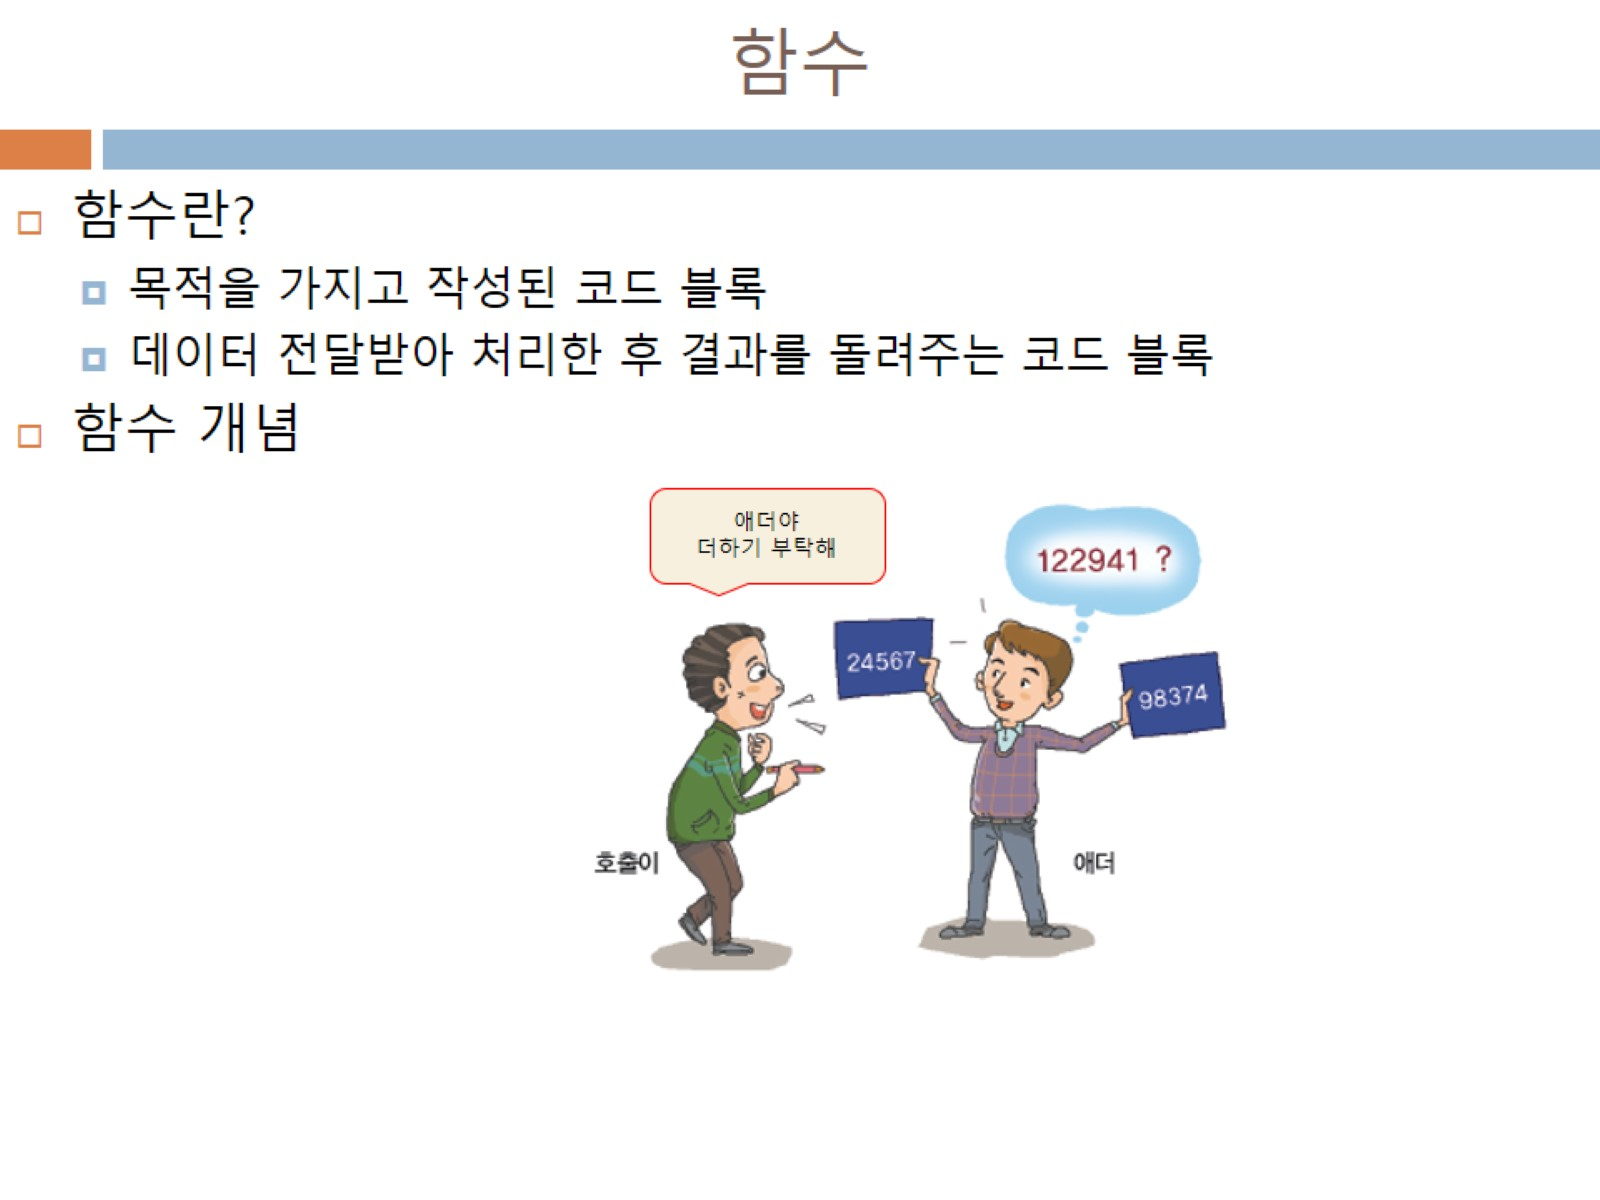 함수
함수란?
목적을 가지고 작성된 코드 블록
데이터 전달받아 처리한 후 결과를 돌려주는 코드 블록
함수 개념
애더야
더하기 부탁해
122941 ?
24567
98374
호출이
애더